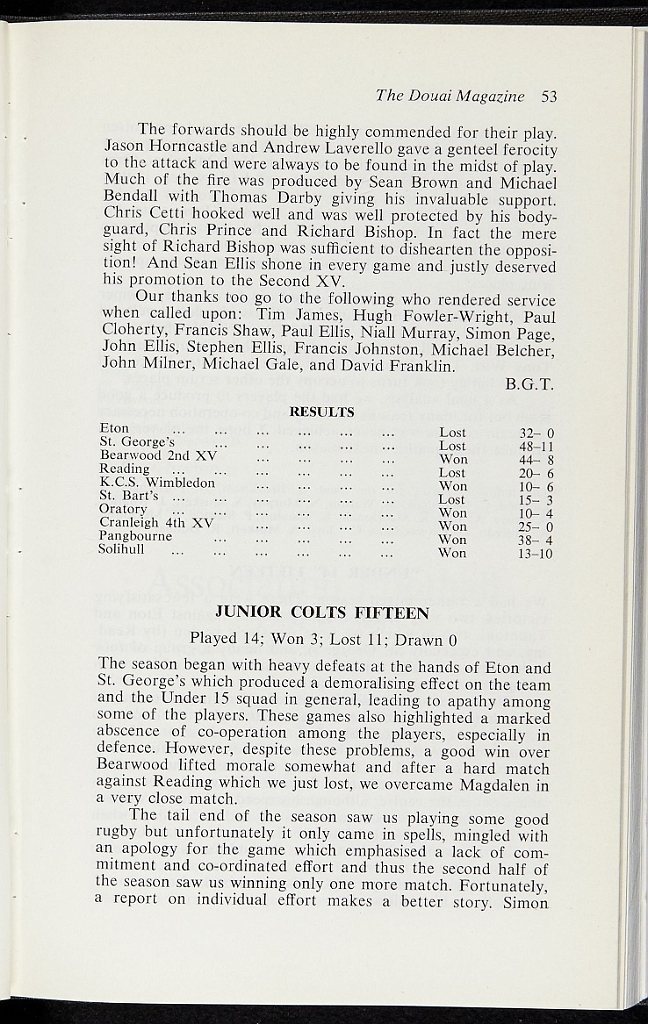 The Douai Magazine 53
The forwards should be highly commended for their play.
Jason Horncastle and Andrew Laverello gave a genteel ferocity
to the attack and were always to be found in the midst of play.
Much of the fire was produced by Sean Brown and Michael
Bendall with Thomas Darby giving his invaluable support.
Chris Cetti hooked well and was well protected by his body-
guard, Chris Prince and Richard Bishop. In fact the mere
sight of Richard Bishop was sufficient to dishearten the opposi-
tion! And Sean Ellis shone in every game and justly deserved
his promotion to the Second XV.
Our thanks too go to the following who rendered service
when called upon: Tim James, Hugh Fowler-Wright, Paul
Cloherty, Francis Shaw, Paul Ellis, Niall Murray, Simon Page,
John Ellis, Stephen Ellis, Francis Johnston, Michael Belcher,
John Milner, Michael Gale, and David Franklin.
B.G.T.
RESULTS
Eton ... ... ... ... ... ... Lost 32– 0
St. George's ... ... ... ... ... Lost 48–11
Bearwood 2nd XV ... ... ... ... Won 44– 8
Reading ... ... ... ... ... ... Lost 20– 6
K.C.S. Wimbledon ... ... ... ... Won 10– 6
St. Bart's ... ... ... ... ... ... Lost 15– 3
Oratory ... ... ... ... ... ... Won 10– 4
Cranleigh 4th XV ... ... ... ... Won 25– 0
Pangbourne ... ... ... ... ... Won 38– 4
Solihull ... ... ... ... ... ... Won 13–10
JUNIOR COLTS FIFTEEN
Played 14; Won 3; Lost 11; Drawn 0
The season began with heavy defeats at the hands of Eton and
St. George's which produced a demoralising effect on the team
and the Under 15 squad in general, leading to apathy among
some of the players. These games also highlighted a marked
abscence of co-operation among the players, especially in
defence. However, despite these problems, a good win over
Bearwood lifted morale somewhat and after a hard match
against Reading which we just lost, we overcame Magdalen in
a very close match.
The tail end of the season saw us playing some good
rugby but unfortunately it only came in spells, mingled with
an apology for the game which emphasised a lack of com-
mitment and co-ordinated effort and thus the second half of
the season saw us winning only one more match. Fortunately,
a report on individual effort makes a better story. Simon